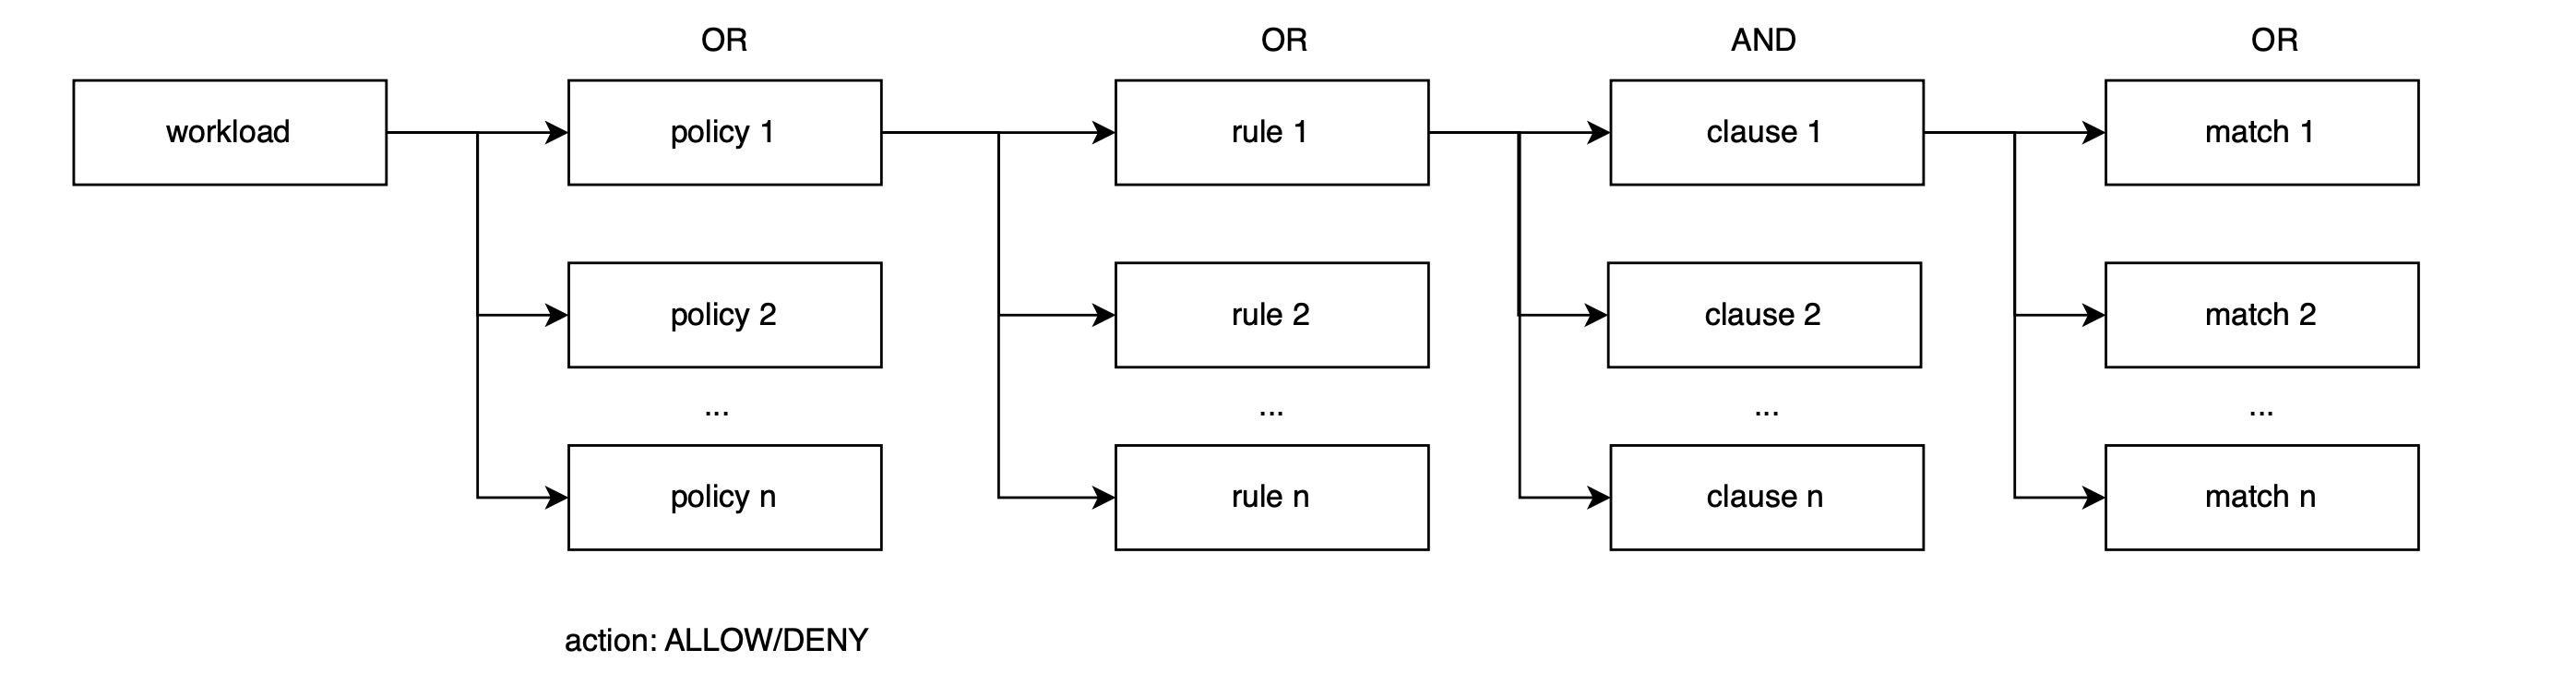 OR
OR
AND
OR
workload
policy 1
rule 1
clause 1
match 1
policy 2
rule 2
clause 2
match 2
...
...
...
...
policy n
rule n
clause n
match n
action: ALLOW/DENY